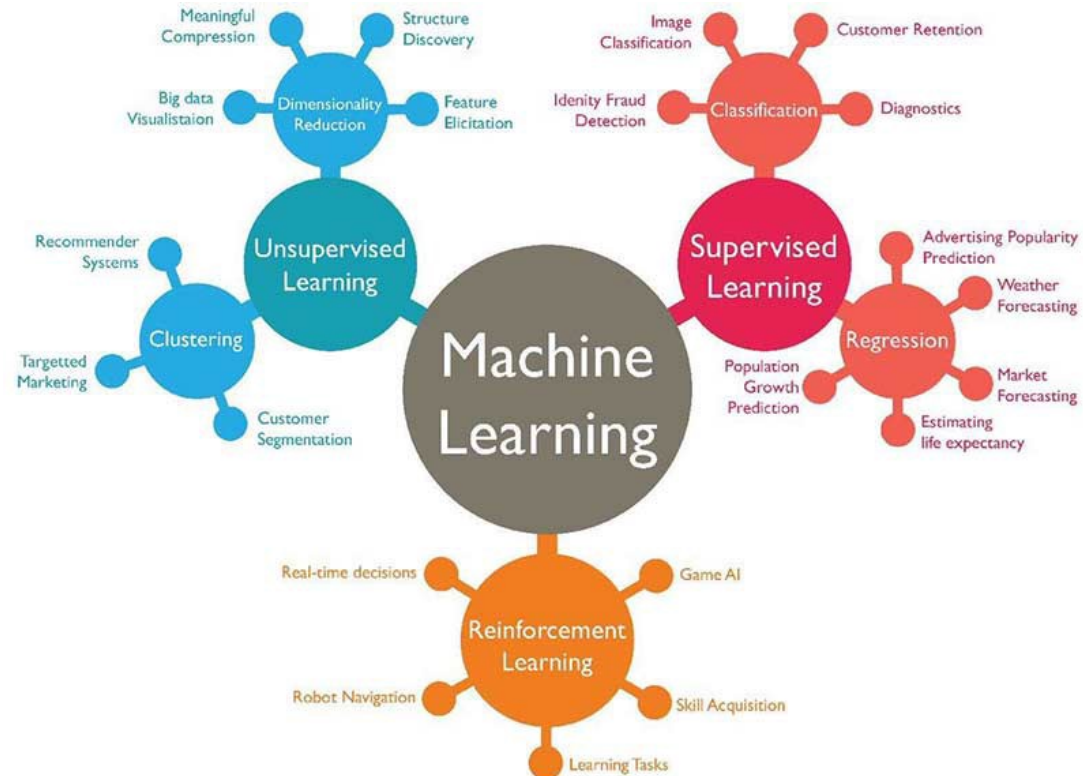 Meaningful
Compression
Structure
Discovery
Big data
Visualistaion
Dimensionality
Reduction
Feature
Elicitation
Image
Classification
Customer Retention
Idenity Fraud
Detection
Classification
Diagnostics
Unsupervised
Learning
Supervised
Learning
Recommender
Systems
Clustering
Targetted
Marketing
Customer
Segmentation
Machine
Learning
Advertising Popularity
Prediction
Weather
Forecasting
Regression
Population
Growth
Prediction
Market
Forecasting
Estimating
life expectancy
Real-time decisions
Game AI
Reinforcement
Learning
Robot Navigation
Skill Acquisition
Learning Tasks